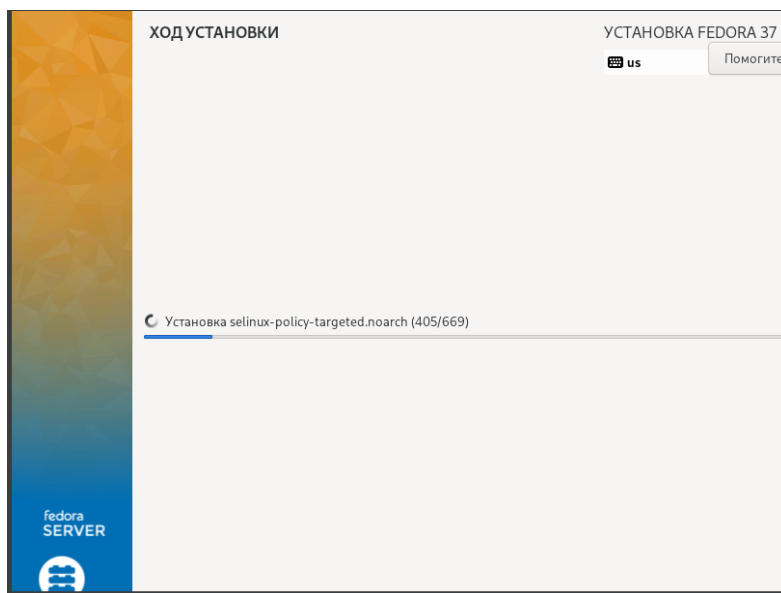 ХОД УСТАНОВКИ
УСТАНОВКА FEDORA 37
us
Помогите
Установка selinux-policy-targeted.noarch (405/669)
fedora
SERVER